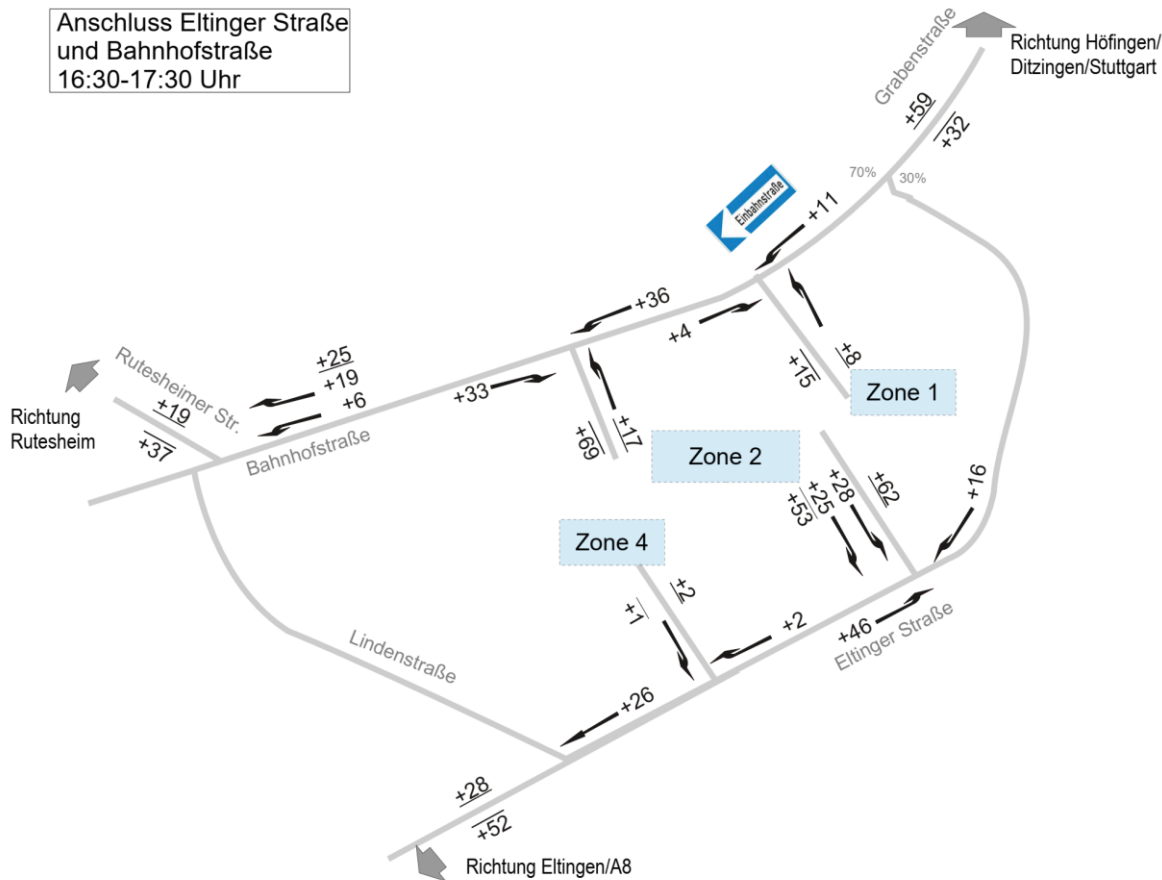 Anschluss Eltinger Straße
und Bahnhofstraße
16:30-17:30 Uhr
Richtung Höfingen/
Ditzingen/Stuttgart
Grabenstraße
+59
+32
70%
30%
Einbahnstraße
+11
+36
+4
+8
+15
Zone 1
Rutesheimer Str.
Richtung
Rutesheim
+19
+37
+25
+19
+6
+33
Bahnhofstraße
+17
+69
Zone 2
+62
+28
+25
+53
+16
Zone 4
+2
+1
+2
+46
Eltinger Straße
Lindenstraße
+26
+28
+52
Richtung Eltingen/A8